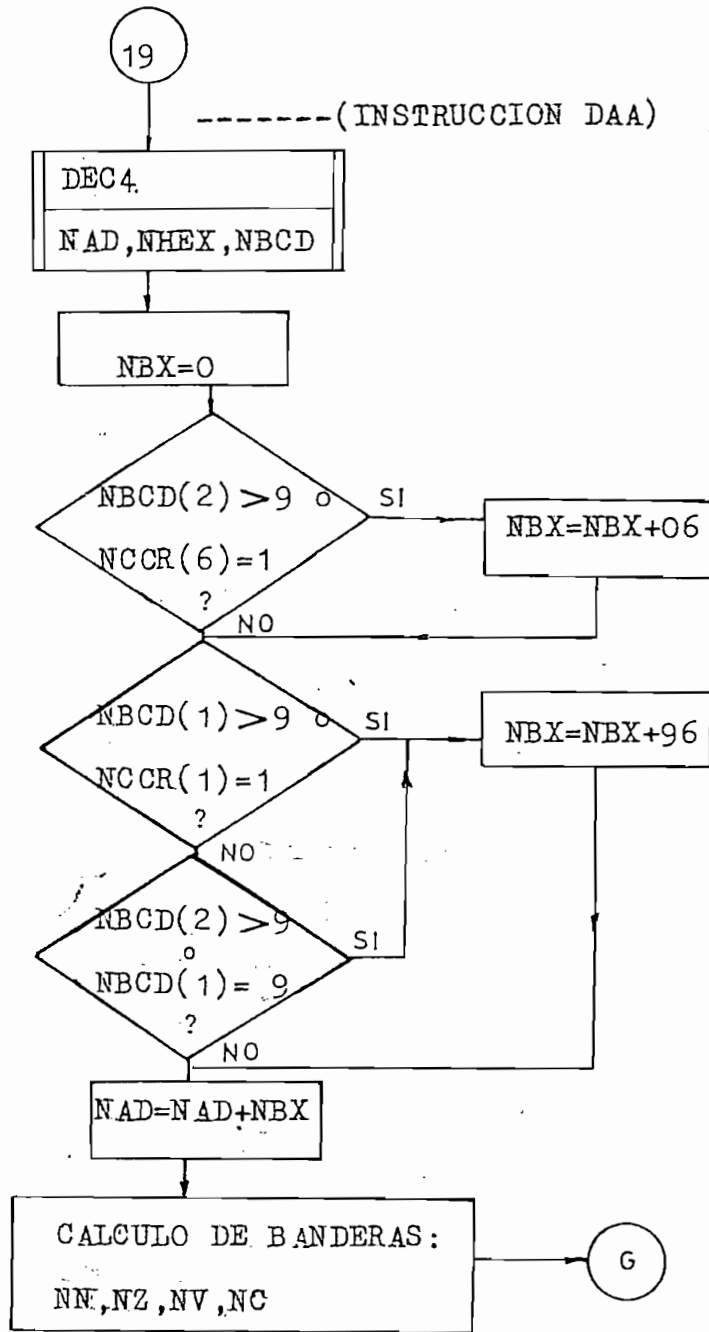 19
-------(INSTRUCCION DAA)
DEC4
NAD,NHEX,NBCD
NBX=0
NBCD(2)>9 o
NCCR(6)=1
?
SI
NBX=NBX+06
NO
NBCD(1)>9 o
NCCR(1)=1
?
SI
NBX=NBX+96
NO
NBCD(2)>9
o
NBCD(1)= 9
?
SI
NO
NAD=NAD+NBX
CALCULO DE BANDERAS:
NN,NZ,NV,NC
G